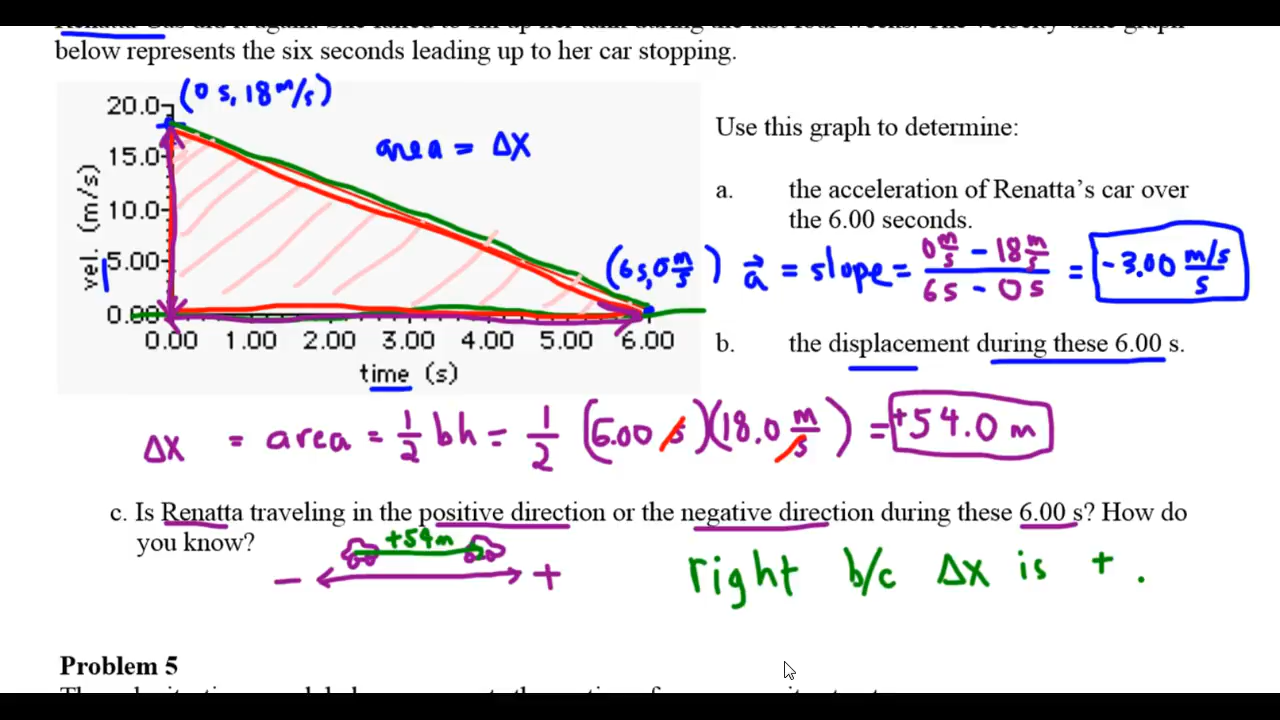 below represents the six seconds leading up to her car stopping.
20.0
(0 s, 18 m/s)
area = Δx
15.0
10.0
5.00
0.00
vel. (m/s)
(6s, 0 m/s)
0.00 1.00 2.00 3.00 4.00 5.00 6.00
time (s)
Use this graph to determine:
a. the acceleration of Renatta's car over
the 6.00 seconds.
a⃗ = slope = (0 m/s - 18 m/s) / (6s - 0s) = -3.00 m/s / s
b. the displacement during these 6.00 s.
Δx = area = 1/2 bh = 1/2 (6.00 s)(18.0 m/s) = +54.0 m
c. Is Renatta traveling in the positive direction or the negative direction during these 6.00 s? How do
you know?
+54m
- +
right b/c Δx is + .
Problem 5